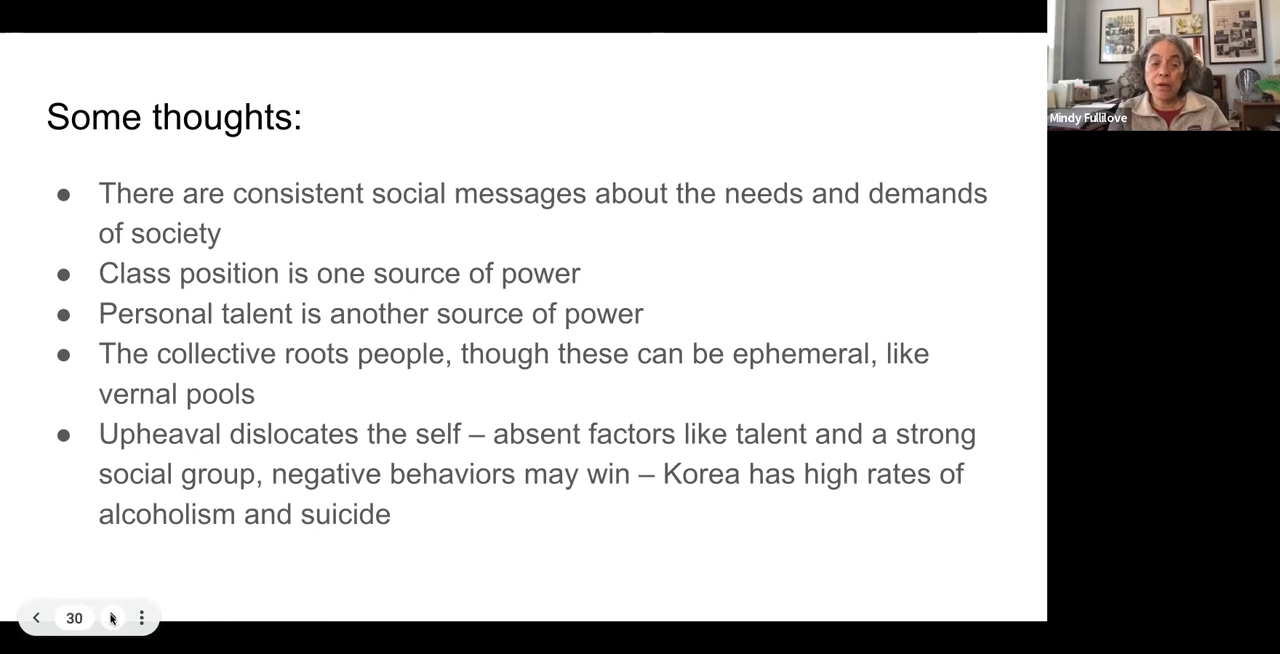 Some thoughts:
● There are consistent social messages about the needs and demands
of society
● Class position is one source of power
● Personal talent is another source of power
● The collective roots people, though these can be ephemeral, like
vernal pools
● Upheaval dislocates the self – absent factors like talent and a strong
social group, negative behaviors may win – Korea has high rates of
alcoholism and suicide
Mindy Fullilove
30